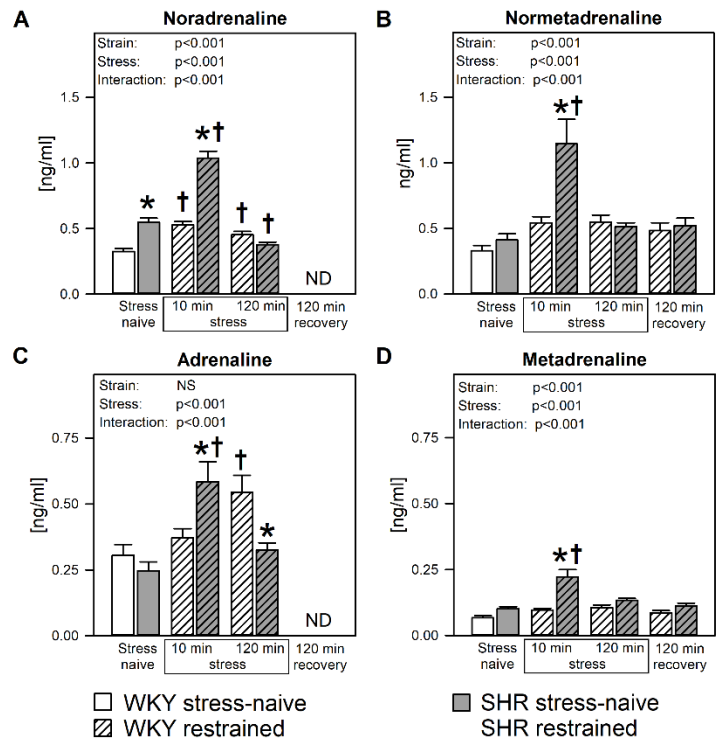 A Noradrenaline
Strain: p<0.001
Stress: p<0.001
Interaction: p<0.001
[ng/ml]
1.5
1.0
0.5
0.0
*
†
*†
†
†
ND
Stress naive
10 min
120 min
stress
120 min recovery
B Normetadrenaline
Strain: p<0.001
Stress: p<0.001
Interaction: p<0.001
ng/ml]
1.5
1.0
0.5
0.0
*†
Stress naive
10 min
120 min
stress
120 min recovery
C Adrenaline
Strain: NS
Stress: p<0.001
Interaction: p<0.001
[ng/ml]
0.75
0.50
0.25
0.00
*†
†
*
ND
Stress naive
10 min
120 min
stress
120 min recovery
D Metadrenaline
Strain: p<0.001
Stress: p<0.001
Interaction: p<0.001
[ng/ml]
0.75
0.50
0.25
0.00
*†
Stress naive
10 min
120 min
stress
120 min recovery
WKY stress-naive
WKY restrained
SHR stress-naive
SHR restrained